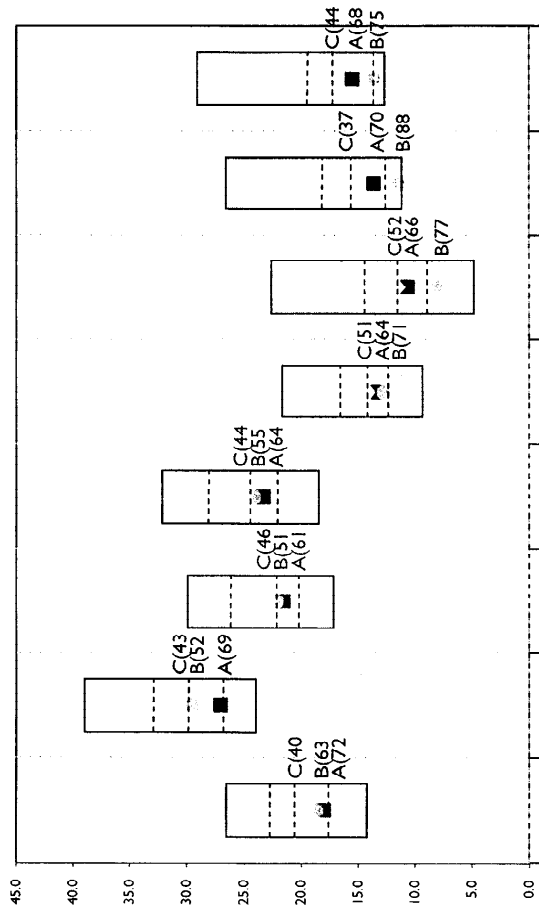 45.0
40.0
35.0
30.0
25.0
20.0
15.0
10.0
5.0
0.0
C(40
B(63
A(72
C(43
B(52
A(69
C(46
B(51
A(61
C(44
B(55
A(64
C(51
A(64
B(71
C(52
A(66
B(77
C(37
A(70
B(88
C(44
A(68
B(75